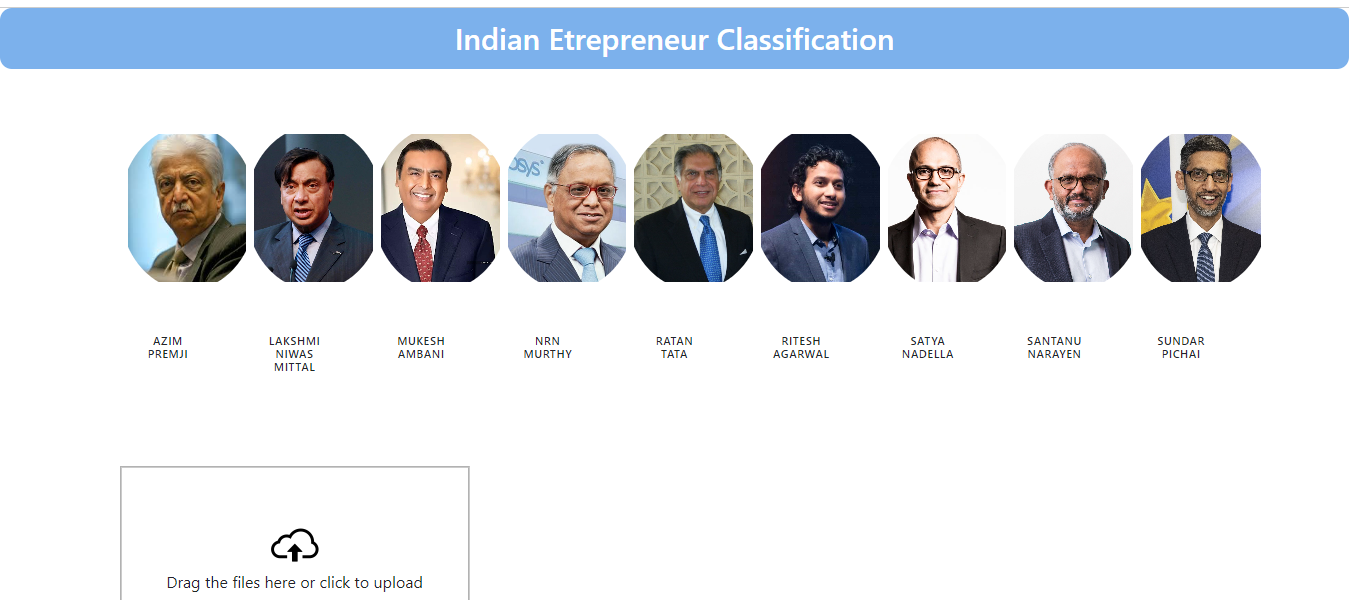 Indian Etrepreneur Classification
osys
AZIM
PREMJI
LAKSHMI
NIWAS
MITTAL
MUKESH
AMBANI
NRN
MURTHY
RATAN
TATA
RITESH
AGARWAL
SATYA
NADELLA
SANTANU
NARAYEN
SUNDAR
PICHAI
Drag the files here or click to upload